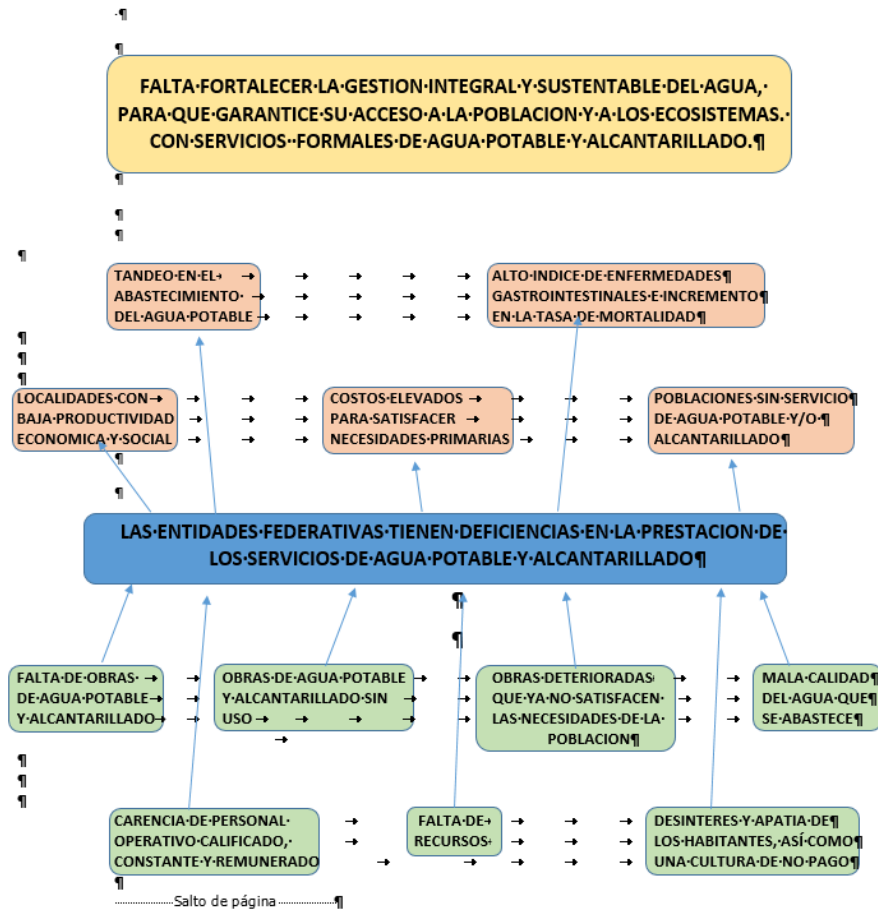 FALTA FORTALECER LA GESTION INTEGRAL Y SUSTENTABLE DEL AGUA,
PARA QUE GARANTICE SU ACCESO A LA POBLACION Y A LOS ECOSISTEMAS.
CON SERVICIOS  FORMALES DE AGUA POTABLE Y ALCANTARILLADO.
TANDEO EN EL
ABASTECIMIENTO
DEL AGUA POTABLE
ALTO INDICE DE ENFERMEDADES
GASTROINTESTINALES E INCREMENTO
EN LA TASA DE MORTALIDAD
LOCALIDADES CON
BAJA PRODUCTIVIDAD
ECONOMICA Y SOCIAL
COSTOS ELEVADOS
PARA SATISFACER
NECESIDADES PRIMARIAS
POBLACIONES SIN SERVICIO
DE AGUA POTABLE Y/O
ALCANTARILLADO
LAS ENTIDADES FEDERATIVAS TIENEN DEFICIENCIAS EN LA PRESTACION DE
LOS SERVICIOS DE AGUA POTABLE Y ALCANTARILLADO
FALTA DE OBRAS
DE AGUA POTABLE
Y ALCANTARILLADO
OBRAS DE AGUA POTABLE
Y ALCANTARILLADO SIN
USO
OBRAS DETERIORADAS
QUE YA NO SATISFACEN
LAS NECESIDADES DE LA
POBLACION
MALA CALIDAD
DEL AGUA QUE
SE ABASTECE
CARENCIA DE PERSONAL
OPERATIVO CALIFICADO,
CONSTANTE Y REMUNERADO
FALTA DE
RECURSOS
DESINTERES Y APATIA DE
LOS HABITANTES, ASÍ COMO
UNA CULTURA DE NO PAGO
Salto de página